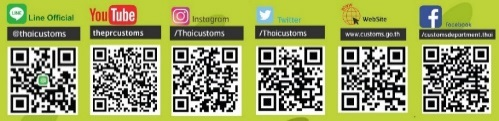 Line Official
@thaicustoms
YouTube
theprcustoms
Instagram
/Thaicustoms
Twitter
/Thaicustoms
WebSite
www.customs.go.th
facebook
/customsdepartment.thai